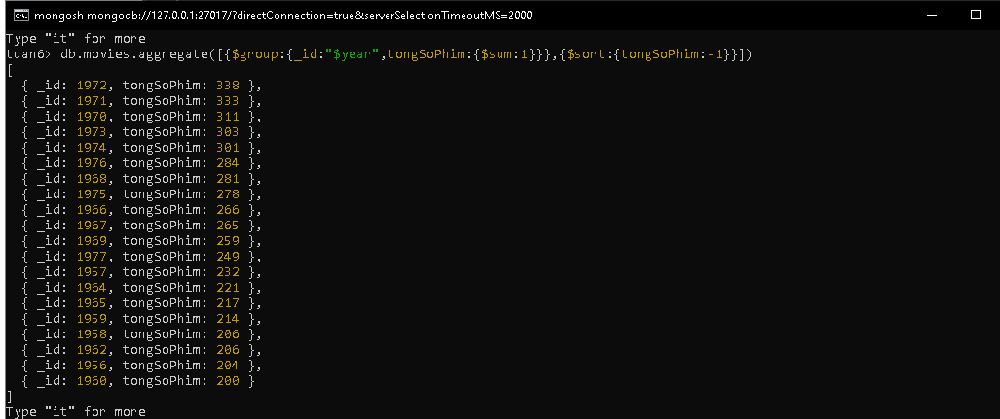 mongosh mongodb://127.0.0.1:27017/?directConnection=true&serverSelectionTimeoutMS=2000
Type "it" for more
tuan6> db.movies.aggregate([{$group:{_id:"$year",tongSoPhim:{$sum:1}}},{$sort:{tongSoPhim:-1}}])
[
  { _id: 1972, tongSoPhim: 338 },
  { _id: 1971, tongSoPhim: 333 },
  { _id: 1970, tongSoPhim: 311 },
  { _id: 1973, tongSoPhim: 303 },
  { _id: 1974, tongSoPhim: 301 },
  { _id: 1976, tongSoPhim: 284 },
  { _id: 1968, tongSoPhim: 281 },
  { _id: 1975, tongSoPhim: 278 },
  { _id: 1966, tongSoPhim: 266 },
  { _id: 1967, tongSoPhim: 265 },
  { _id: 1969, tongSoPhim: 259 },
  { _id: 1977, tongSoPhim: 249 },
  { _id: 1957, tongSoPhim: 232 },
  { _id: 1964, tongSoPhim: 221 },
  { _id: 1965, tongSoPhim: 217 },
  { _id: 1959, tongSoPhim: 214 },
  { _id: 1958, tongSoPhim: 206 },
  { _id: 1962, tongSoPhim: 206 },
  { _id: 1956, tongSoPhim: 204 },
  { _id: 1960, tongSoPhim: 200 }
]
Type "it" for more